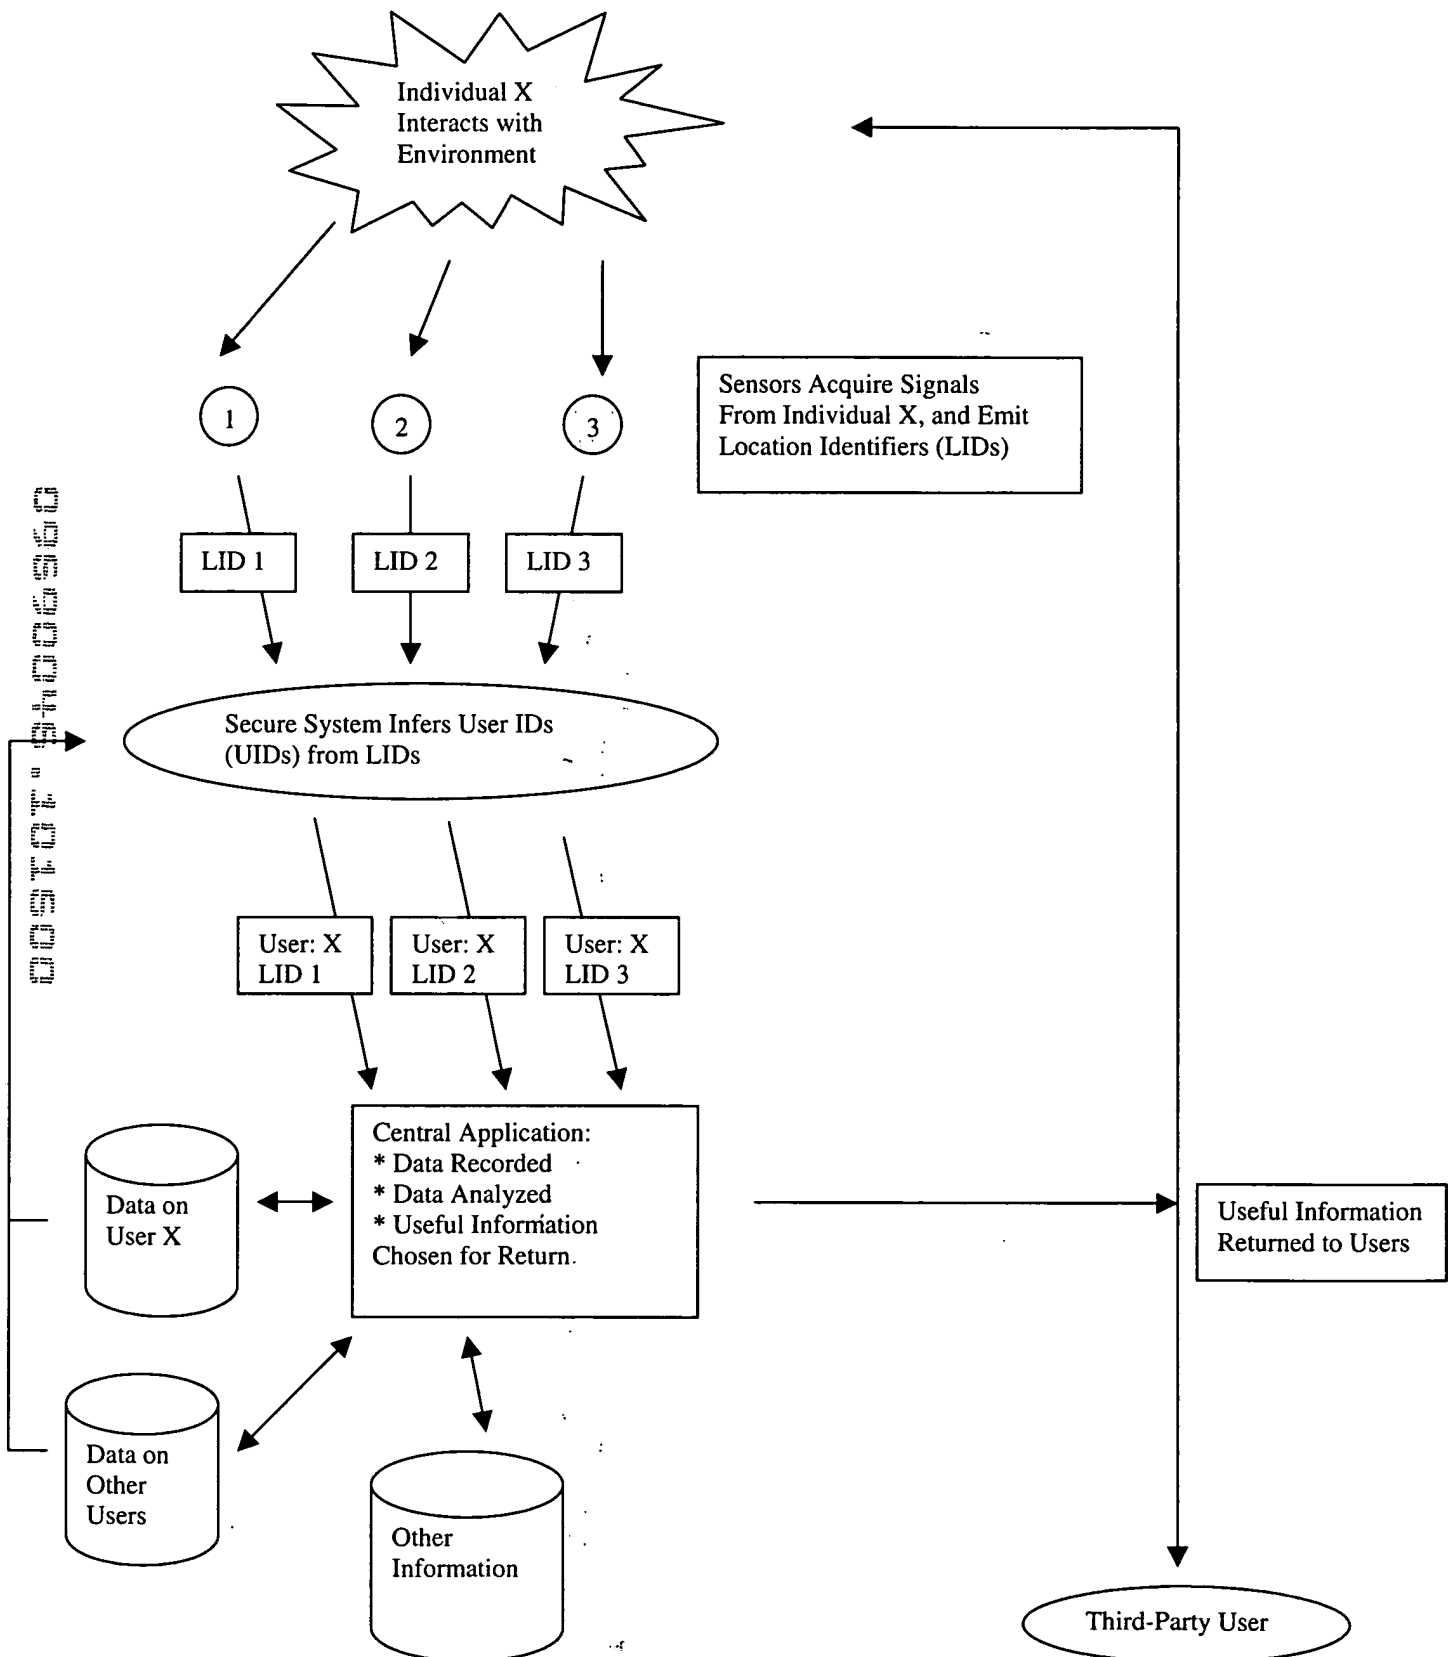 Individual X
Interacts with
Environment
Sensors Acquire Signals
From Individual X, and Emit
Location Identifiers (LIDs)
1
2
3
LID 1
LID 2
LID 3
Secure System Infers User IDs
(UIDs) from LIDs
User: X
LID 1
User: X
LID 2
User: X
LID 3
Central Application:
* Data Recorded
* Data Analyzed
* Useful Information
Chosen for Return.
Data on
User X
Useful Information
Returned to Users
Data on
Other
Users
Other
Information
Third-Party User